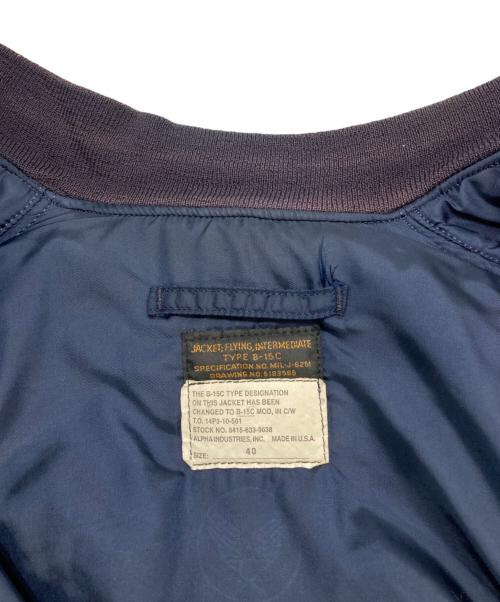 JACKET, FLYING, INTERMEDIATE
TYPE B-15C
SPECIFICATION NO. MIL-J-6251
DRAWING NO. 5183565
THE B-15C TYPE DESIGNATION
ON THIS JACKET HAS BEEN
CHANGED TO B-15C MOD, IN C/W
T.O. 14P3-10-501
STOCK NO. 8415-633-9638
ALPHA INDUSTRIES, INC. MADE IN U.S.A.
SIZE: 40